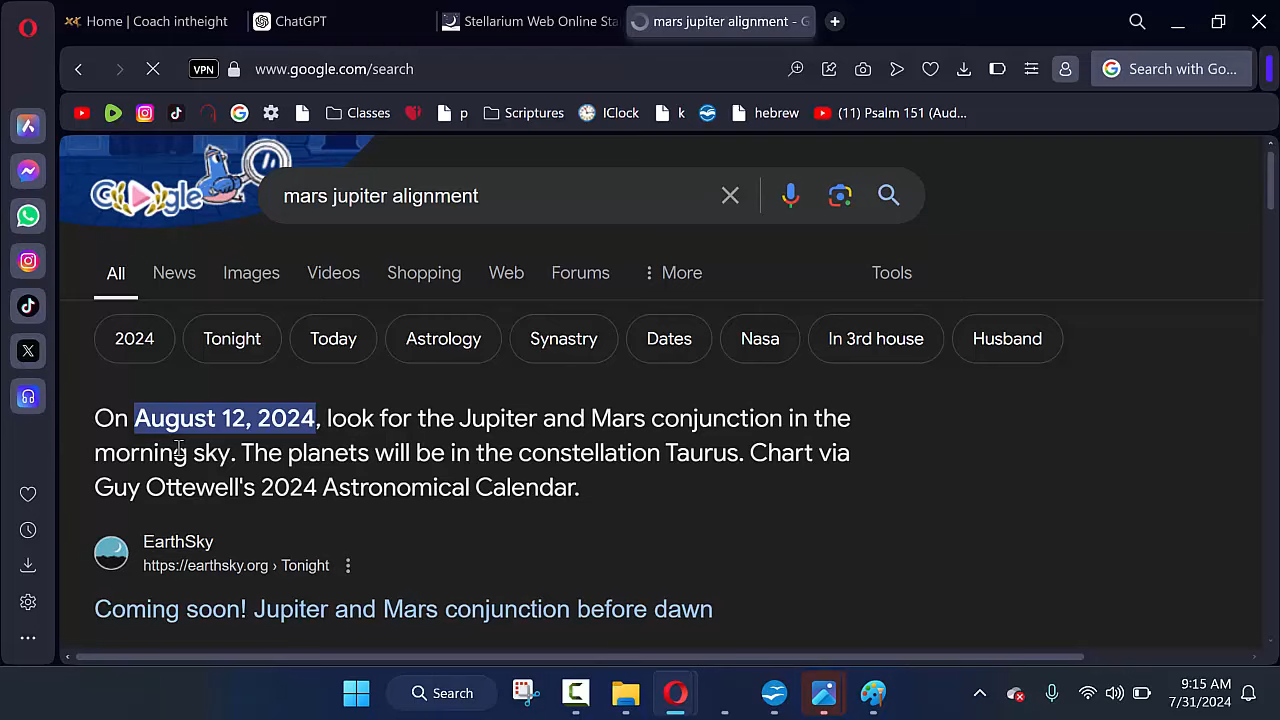 Home | Coach intheight
ChatGPT
Stellarium Web Online Sta
mars jupiter alignment - G
VPN
www.google.com/search
Search with Go...
Classes
p
Scriptures
IClock
k
hebrew
(11) Psalm 151 (Aud...
Google
mars jupiter alignment
All
News
Images
Videos
Shopping
Web
Forums
More
Tools
2024
Tonight
Today
Astrology
Synastry
Dates
Nasa
In 3rd house
Husband
On August 12, 2024, look for the Jupiter and Mars conjunction in the
morning sky. The planets will be in the constellation Taurus. Chart via
Guy Ottewell's 2024 Astronomical Calendar.
EarthSky
https://earthsky.org › Tonight
Coming soon! Jupiter and Mars conjunction before dawn
Search
9:15 AM
7/31/2024